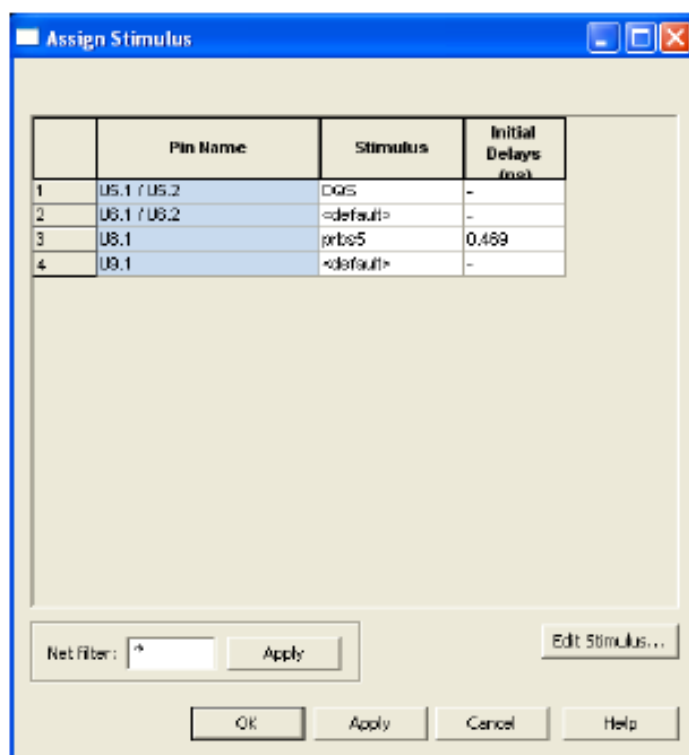 Assign Stimulus
Pin Name Stimulus Initial Delays (ns)
1 U5.1 / U5.2 DQS -
2 U6.1 / U6.2 <default> -
3 U8.1 prbs5 0.469
4 U9.1 <default> -
Edit Stimulus...
Net Filter: * Apply
OK Apply Cancel Help